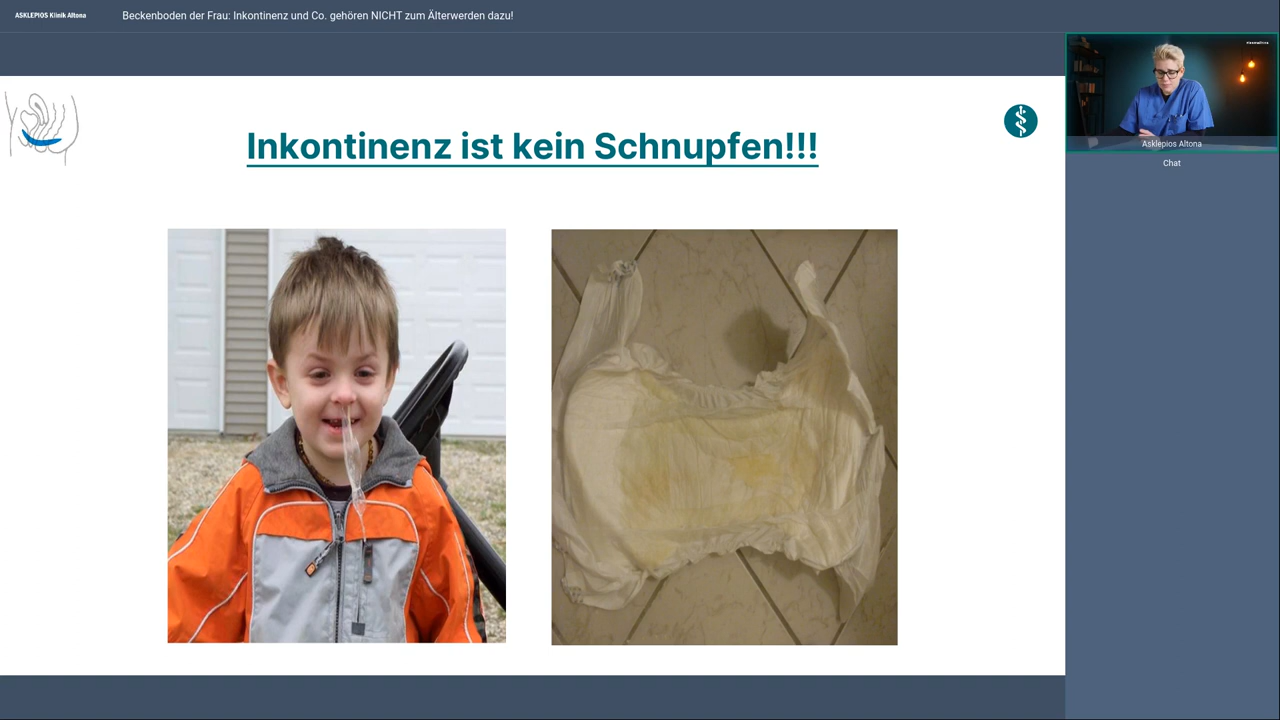 ASKLEPIOS Klinik Altona
Beckenboden der Frau: Inkontinenz und Co. gehören NICHT zum Älterwerden dazu!
Inkontinenz ist kein Schnupfen!!!
Asklepios Altona
Chat